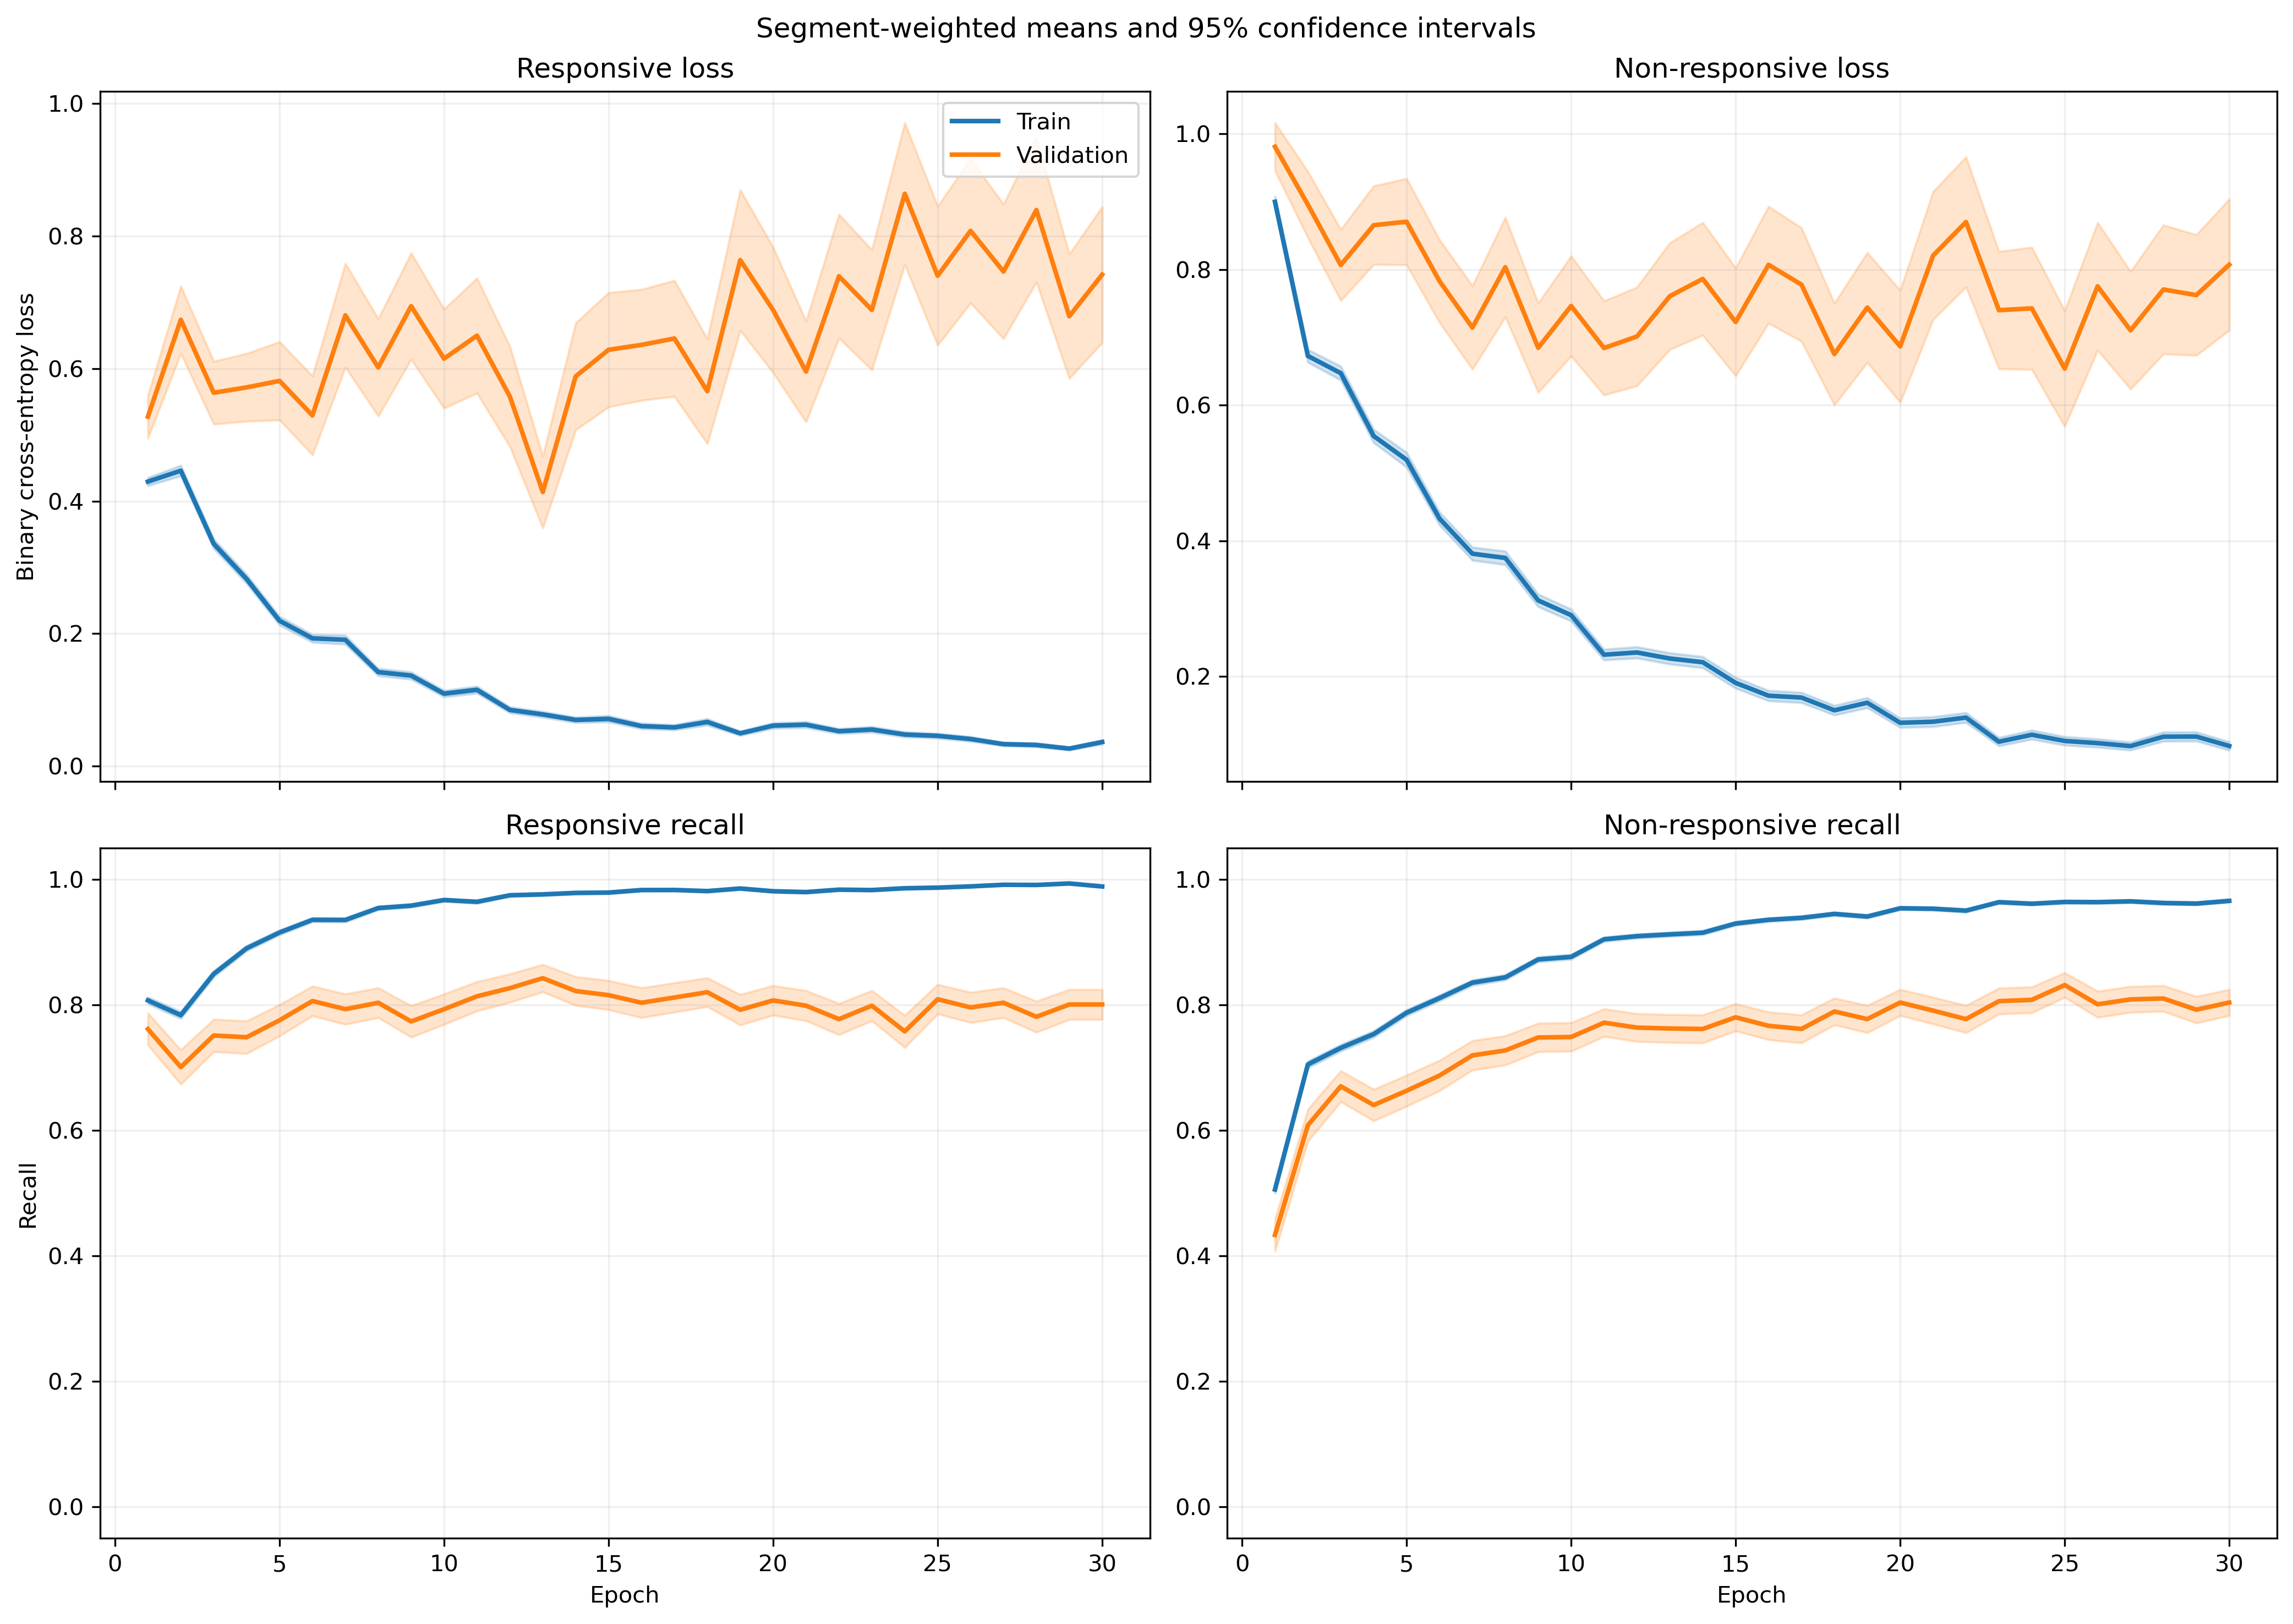 Segment-weighted means and 95% confidence intervals
Responsive loss
Non-responsive loss
Train
Validation
Binary cross-entropy loss
1.0
0.8
0.6
0.4
0.2
0.0
1.0
0.8
0.6
0.4
0.2
Responsive recall
Non-responsive recall
Recall
1.0
0.8
0.6
0.4
0.2
0.0
0 5 10 15 20 25 30
Epoch
1.0
0.8
0.6
0.4
0.2
0.0
0 5 10 15 20 25 30
Epoch